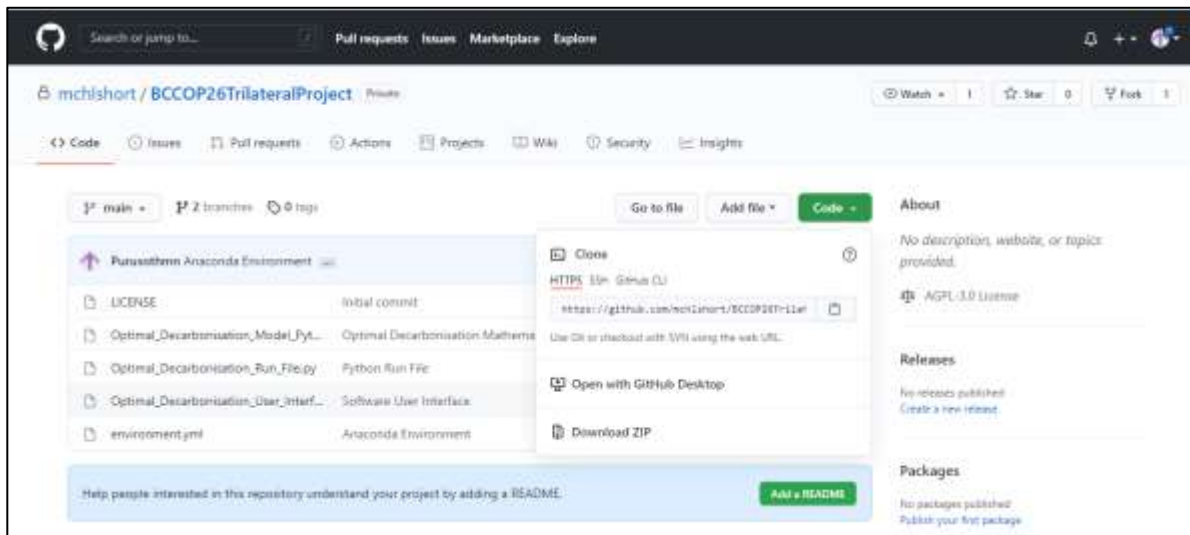 Search or jump to... / Pull requests Issues Marketplace Explore
mchlshort / BCCOP26TrilateralProject Private
Watch 1 Star 0 Fork 1
<> Code Issues Pull requests Actions Projects Wiki Security Insights
main 2 branches 0 tags Go to file Add file Code
Purusothmn Anaconda Environment ...
LICENSE Initial commit
Optimal_Decarbonisation_Model_Pyt... Optimal Decarbonisation Mathema
Optimal_Decarbonisation_Run_File.py Python Run File
Optimal_Decarbonisation_User_Interf... Software User Interface
environment.yml Anaconda Environment
Clone
HTTPS SSH GitHub CLI
https://github.com/mchlshort/BCCOP26Trilat
Use Git or checkout with SVN using the web URL.
Open with GitHub Desktop
Download ZIP
Help people interested in this repository understand your project by adding a README. Add a README
About
No description, website, or topics
provided.
AGPL-3.0 License
Releases
No releases published
Create a new release
Packages
No packages published
Publish your first package